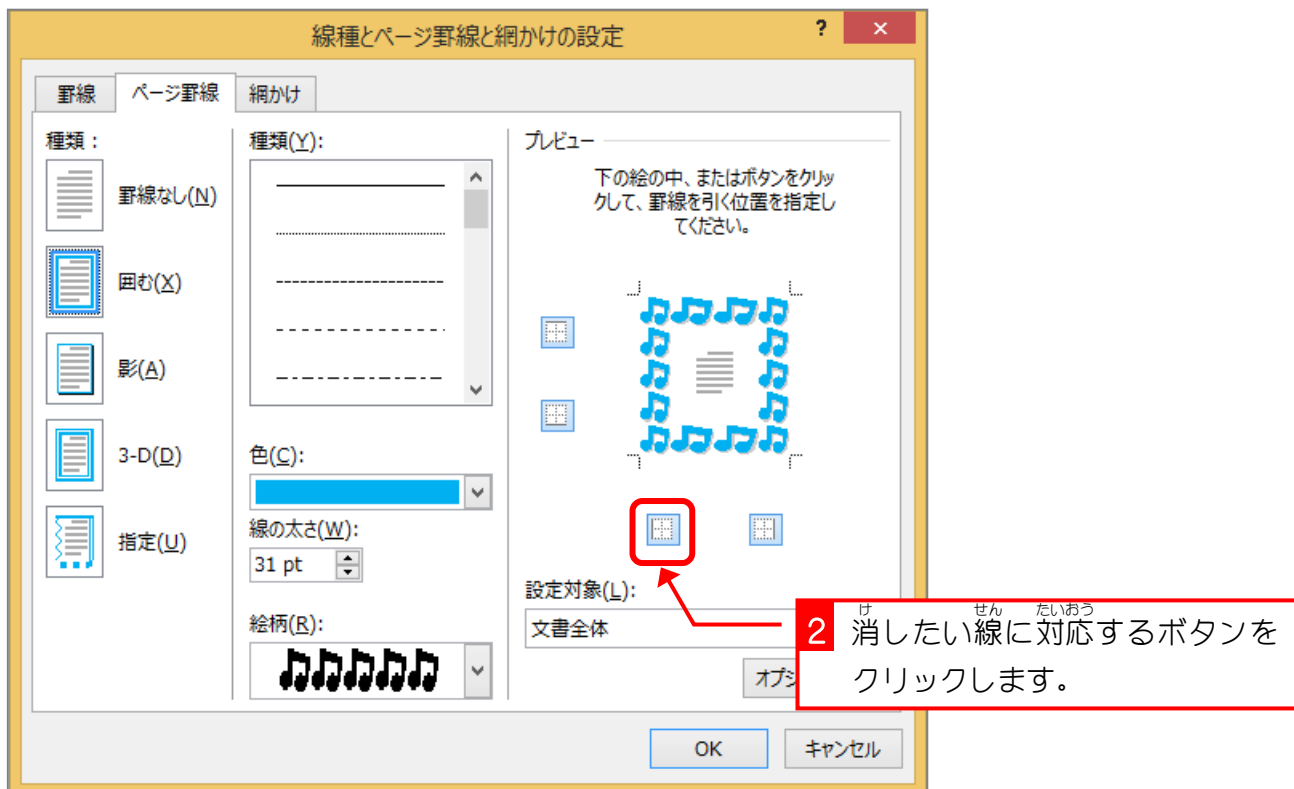 線種とページ罫線と網かけの設定
?
×
罫線
ページ罫線
網かけ
種類：
罫線なし(N)
囲む(X)
影(A)
3-D(D)
指定(U)
種類(Y):
色(C):
線の太さ(W):
31 pt
絵柄(R):
プレビュー
下の絵の中、またはボタンをクリッ
クして、罫線を引く位置を指定し
てください。
設定対象(L):
文書全体
オプシ
OK
キャンセル
け せん たいおう
2 消したい線に対応するボタンを
クリックします。